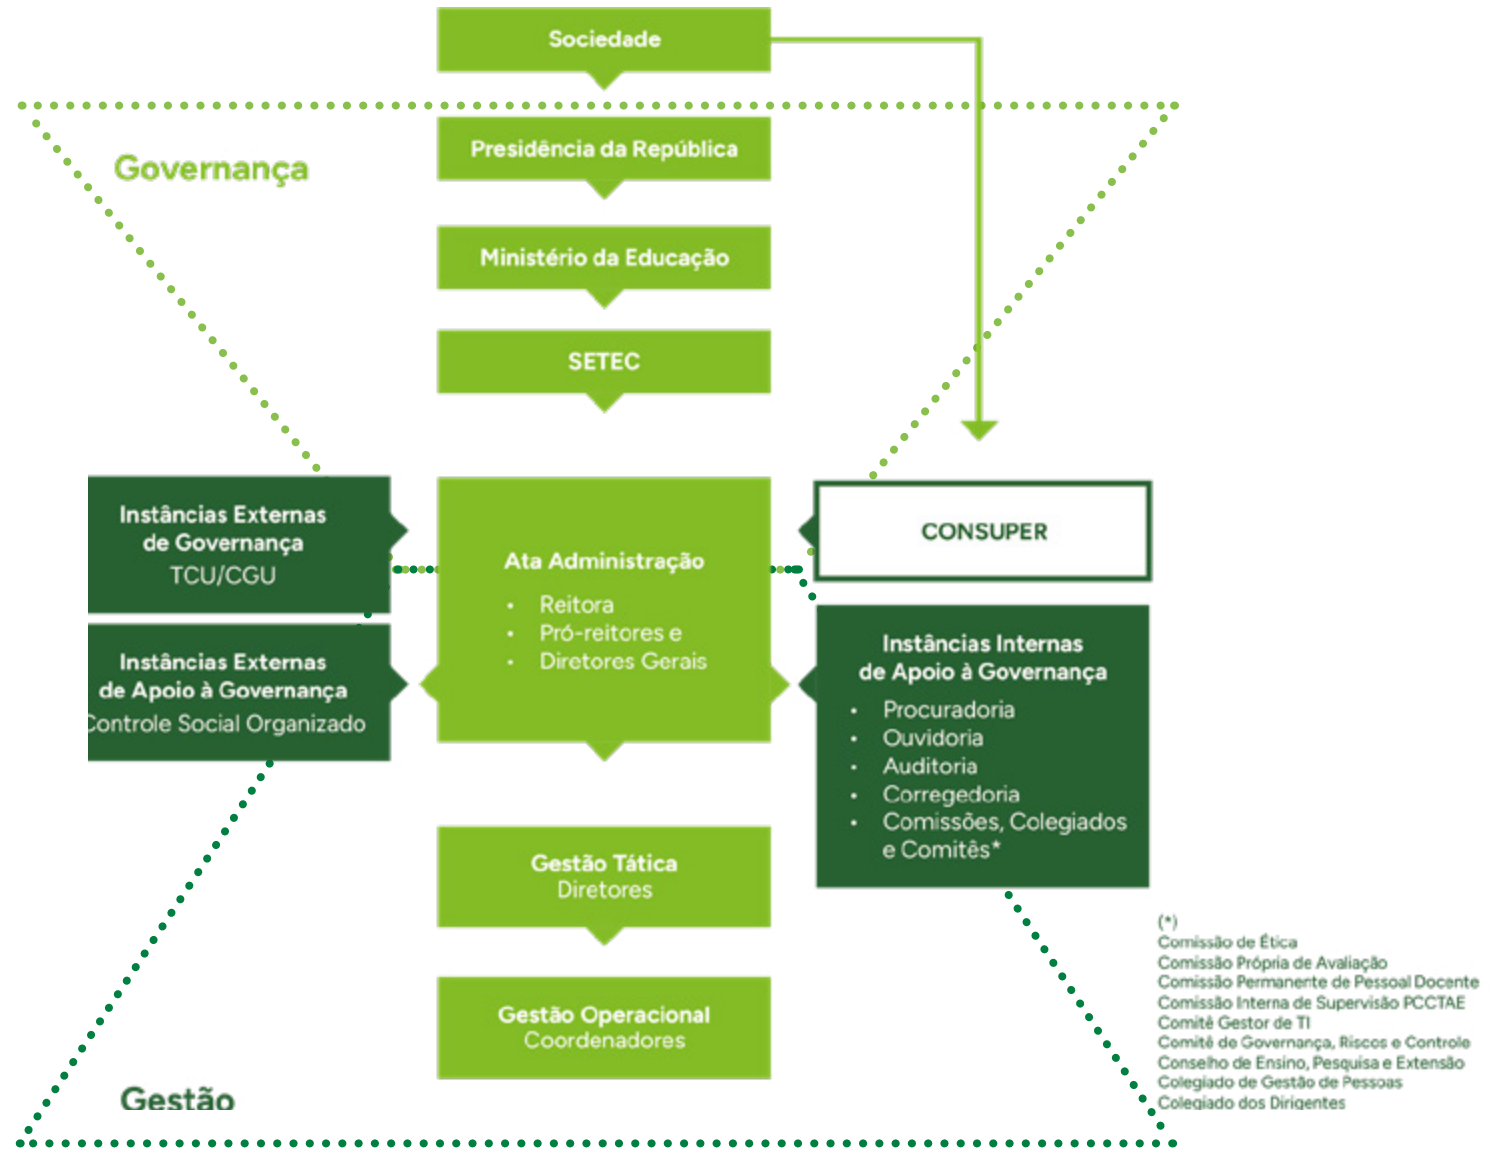 Sociedade
Governança
Presidência da República
Ministério da Educação
SETEC
Instâncias Externas
de Governança
TCU/CGU
Instâncias Externas
de Apoio à Governança
Controle Social Organizado
Ata Administração
• Reitora
• Pró-reitores e
• Diretores Gerais
CONSUPER
Instâncias Internas
de Apoio à Governança
• Procuradoria
• Ouvidoria
• Auditoria
• Corregedoria
• Comissões, Colegiados
e Comitês*
Gestão Tática
Diretores
Gestão Operacional
Coordenadores
Gestão
(*)
Comissão de Ética
Comissão Própria de Avaliação
Comissão Permanente de Pessoal Docente
Comissão Interna de Supervisão PCCTAE
Comitê Gestor de TI
Comitê de Governança, Riscos e Controle
Conselho de Ensino, Pesquisa e Extensão
Colegiado de Gestão de Pessoas
Colegiado dos Dirigentes